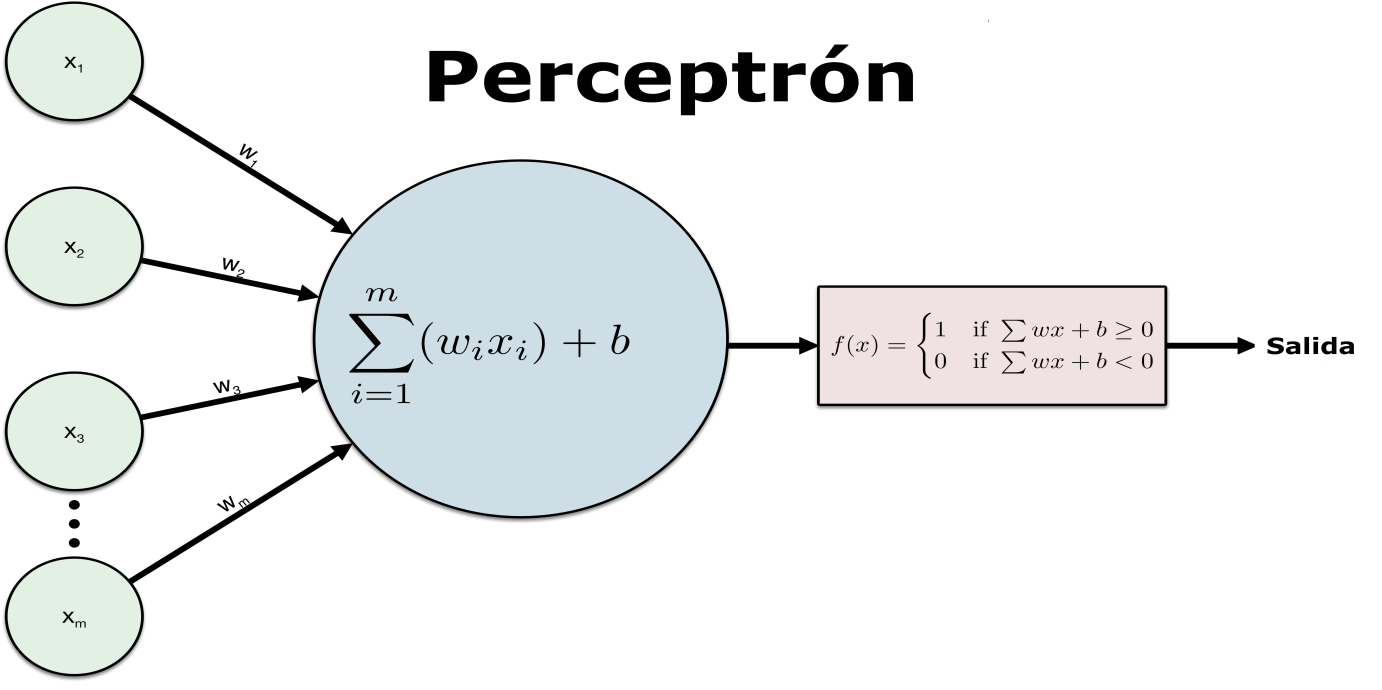 Perceptrón
x₁
w₁
x₂
w₂
x₃
w₃
xₘ
wₘ
∑_{i=1}^{m} (wᵢxᵢ) + b
f(x) = { 1 if ∑ wx + b ≥ 0
0 if ∑ wx + b < 0
Salida